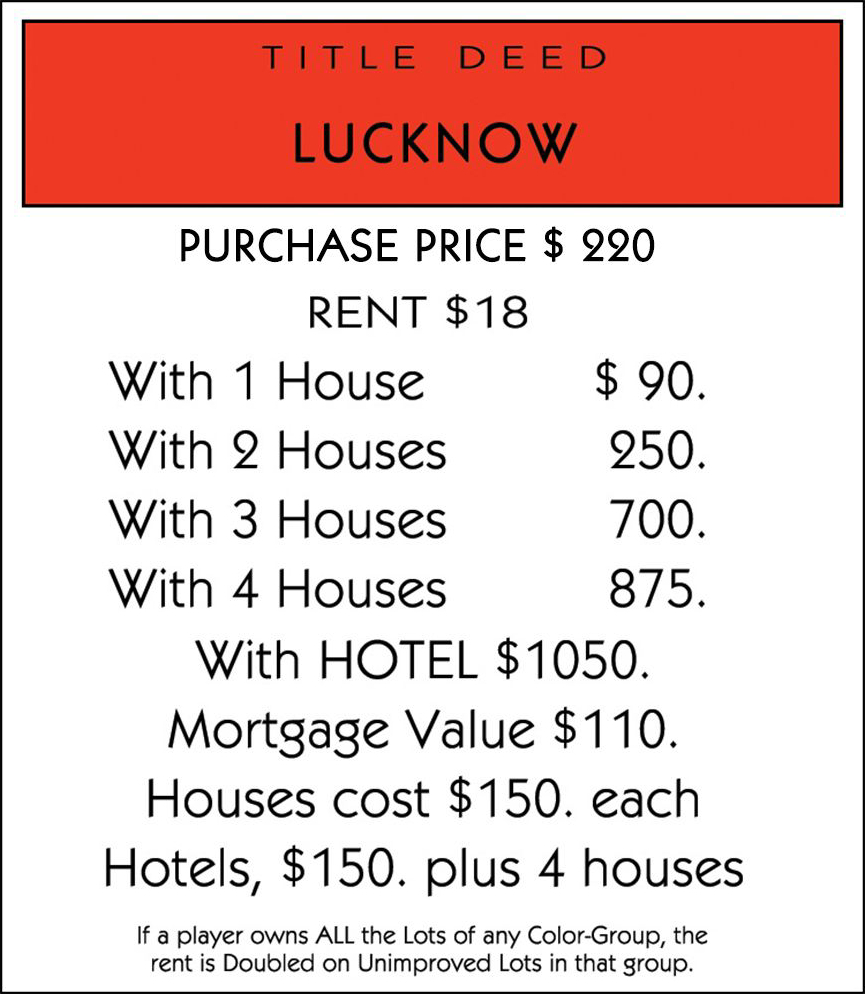 TITLE DEED
LUCKNOW
PURCHASE PRICE $ 220
RENT $18
With 1 House $ 90.
With 2 Houses 250.
With 3 Houses 700.
With 4 Houses 875.
With HOTEL $1050.
Mortgage Value $110.
Houses cost $150. each
Hotels, $150. plus 4 houses
If a player owns ALL the Lots of any Color-Group, the
rent is Doubled on Unimproved Lots in that group.